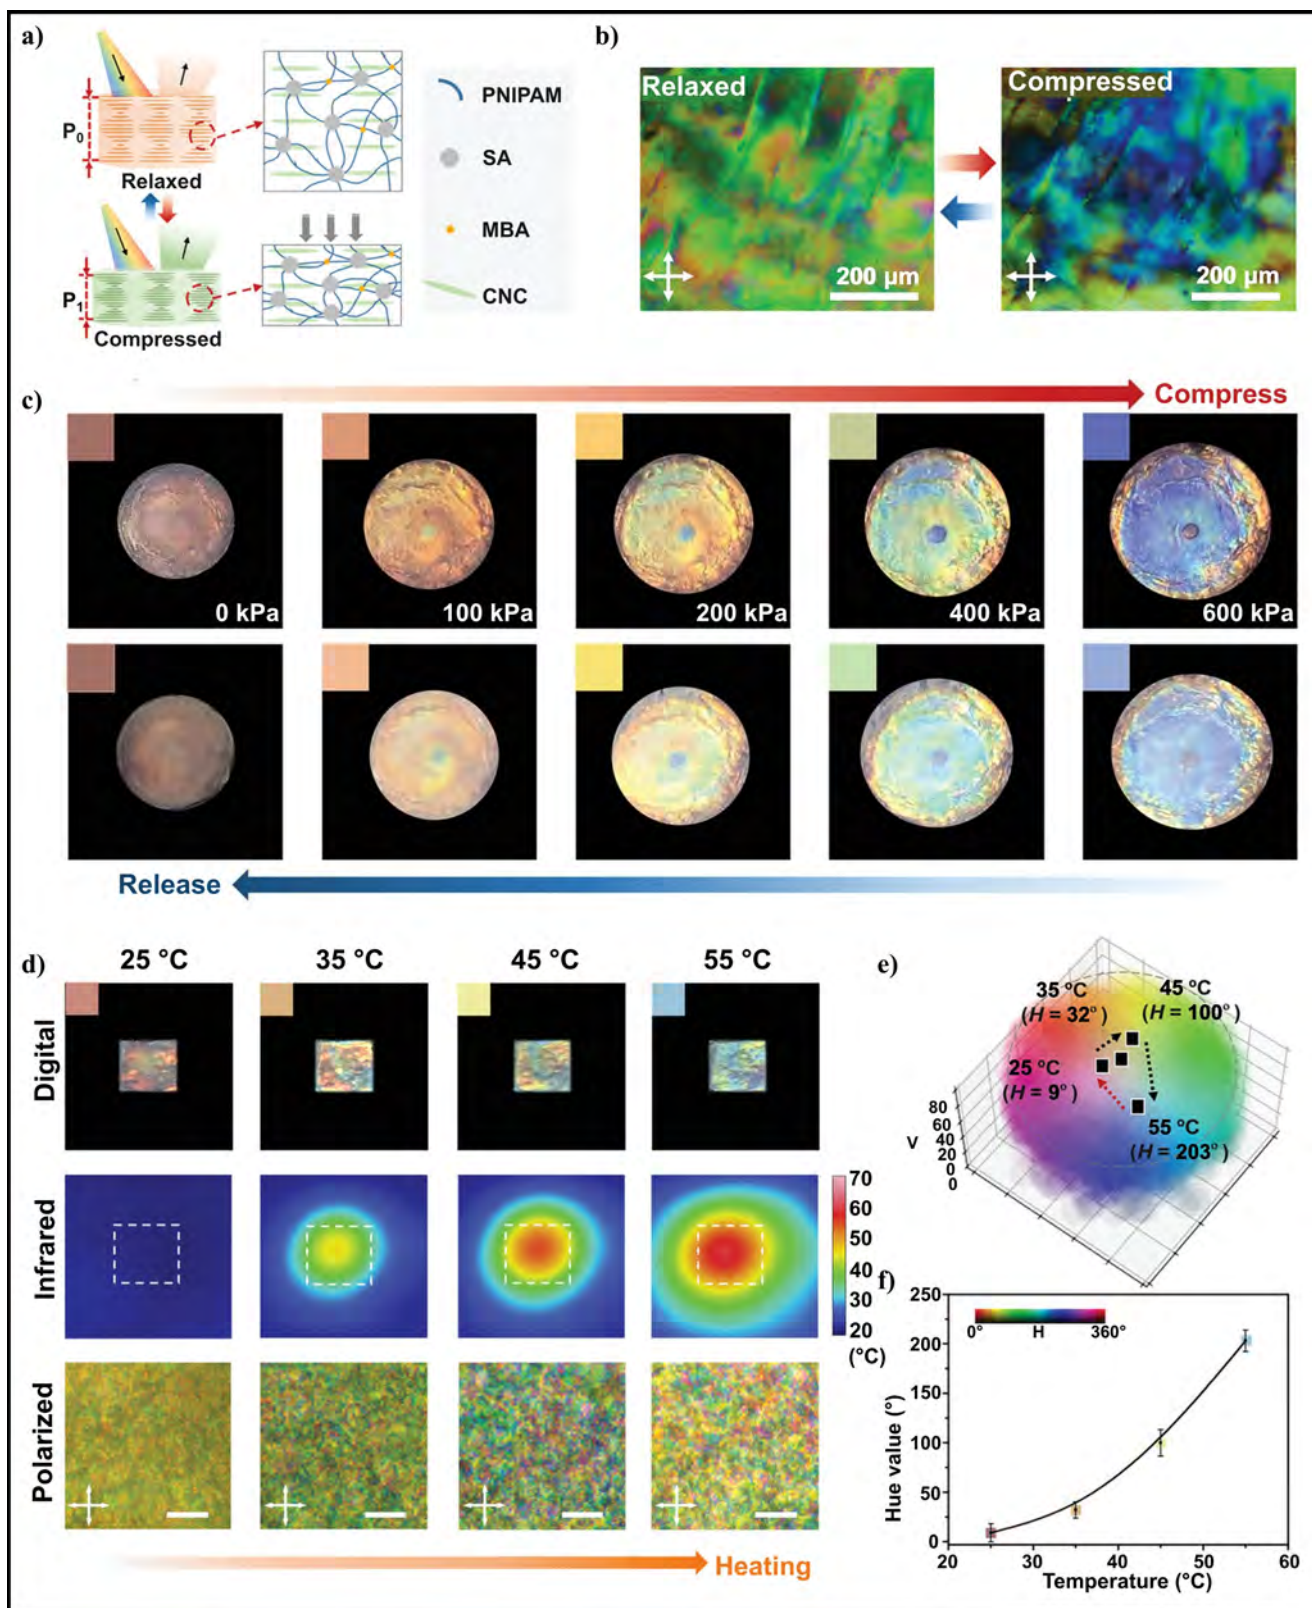 a)
P0
Relaxed
P1
Compressed
PNIPAM
SA
MBA
CNC
b)
Relaxed
200 µm
Compressed
200 µm
c)
Compress
0 kPa
100 kPa
200 kPa
400 kPa
600 kPa
Release
d)
25 °C
35 °C
45 °C
55 °C
Digital
Infrared
70
60
50
40
30
20
(°C)
Polarized
Heating
e)
35 °C
(H = 32°)
45 °C
(H = 100°)
25 °C
(H = 9°)
55 °C
(H = 203°)
V
80
60
40
20
0
0
f)
250
200
150
100
50
0
Hue value (°)
0°
H
360°
20
30
40
50
60
Temperature (°C)